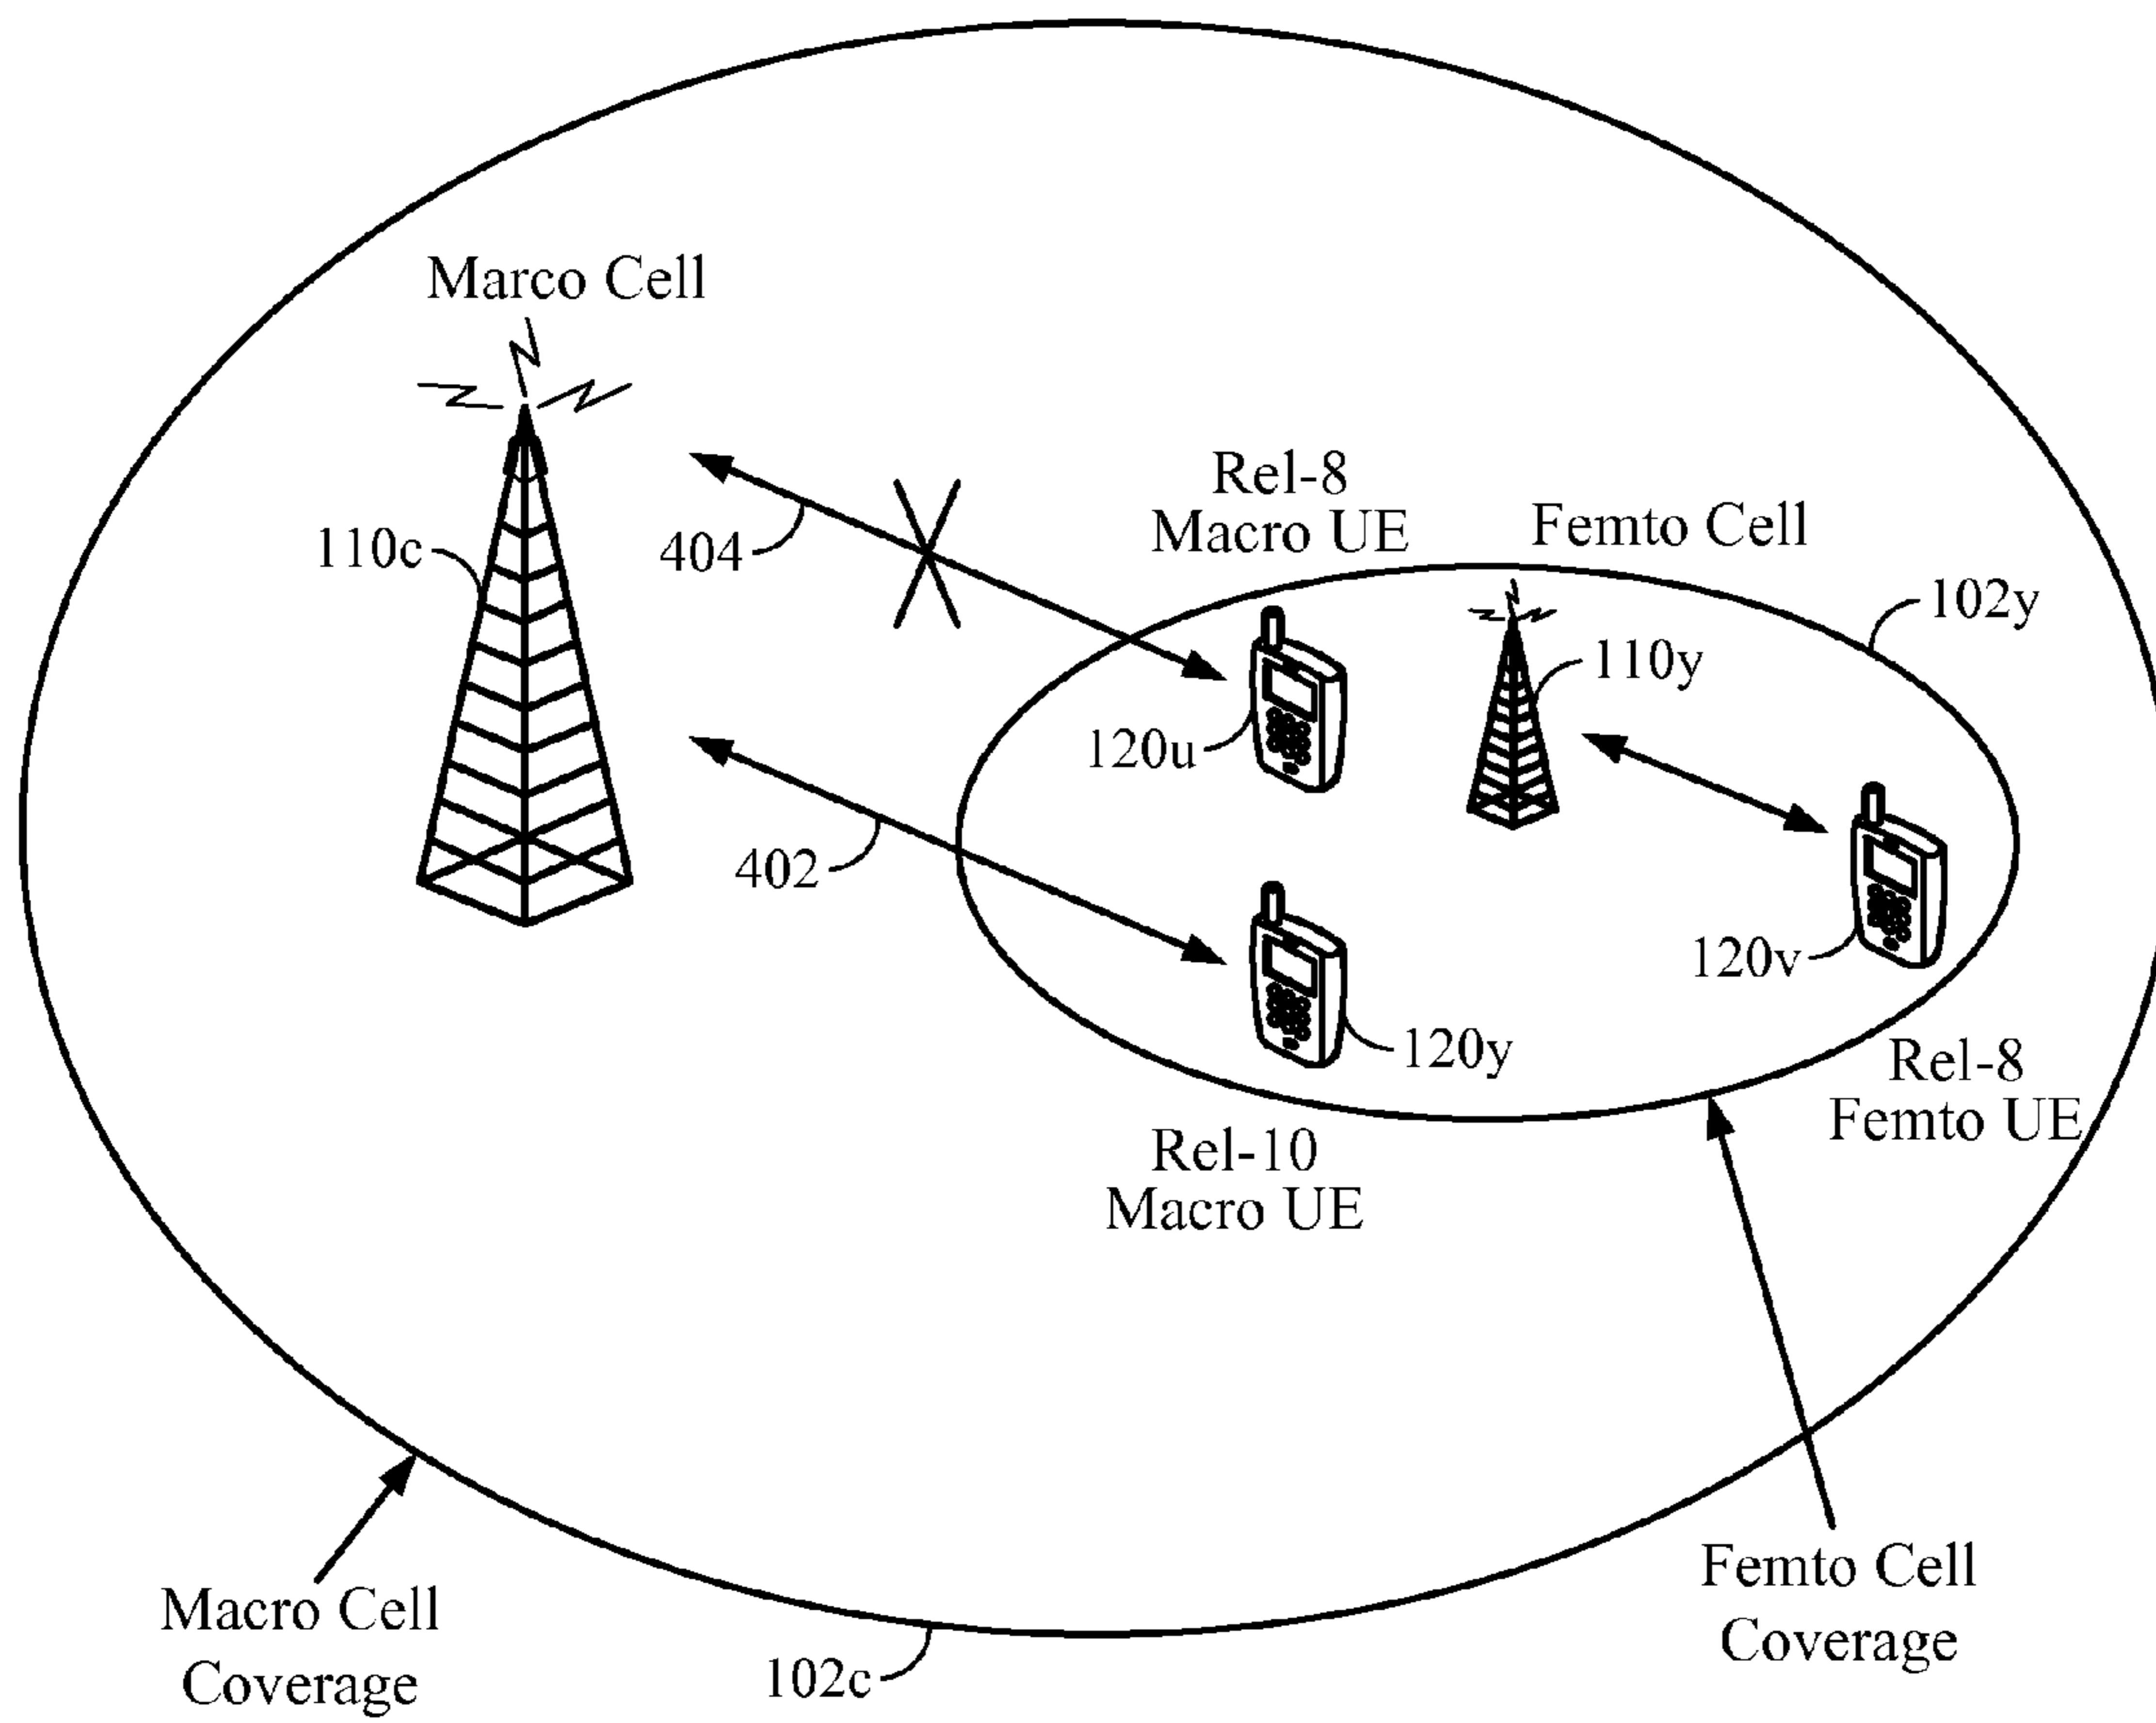 Marco Cell
Rel-8
Macro UE
Femto Cell
110c
404
102y
110y
120u
402
120v
120y
Rel-8
Femto UE
Rel-10
Macro UE
Femto Cell
Coverage
Macro Cell
Coverage
102c